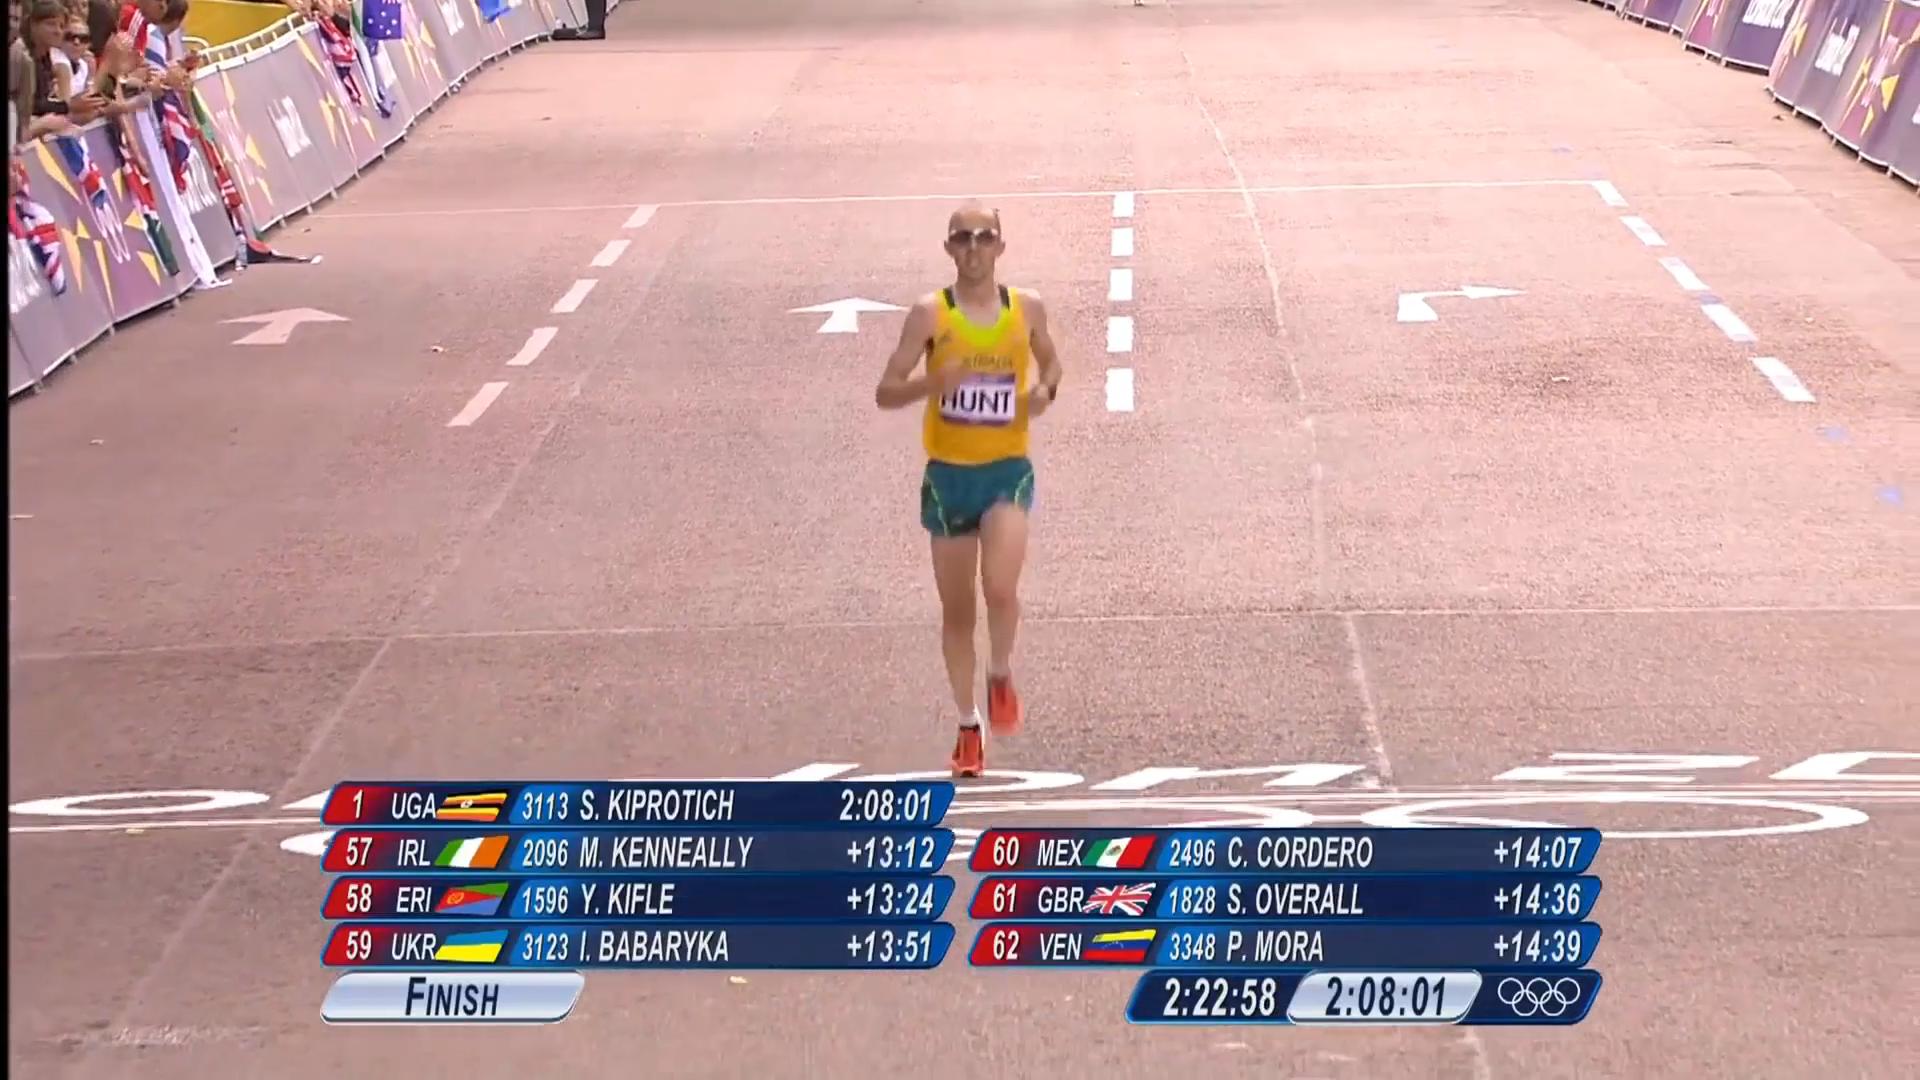 HUNT
1 UGA 3113 S. KIPROTICH 2:08:01
57 IRL 2096 M. KENNEALLY +13:12
58 ERI 1596 Y. KIFLE +13:24
59 UKR 3123 I. BABARYKA +13:51
60 MEX 2496 C. CORDERO +14:07
61 GBR 1828 S. OVERALL +14:36
62 VEN 3348 P. MORA +14:39
FINISH
2:22:58 2:08:01